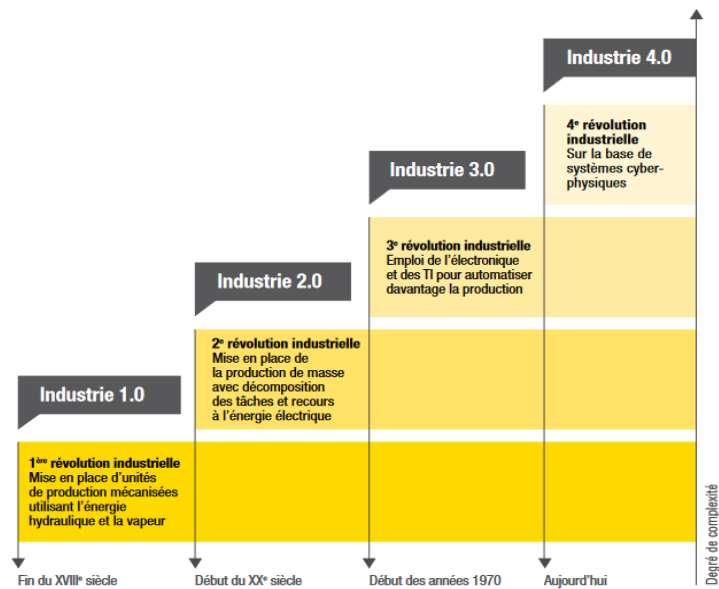 Industrie 4.0
4e révolution
industrielle
Sur la base de
systèmes cyber-
physiques
Industrie 3.0
3e révolution industrielle
Emploi de l’électronique
et des TI pour automatiser
davantage la production
Industrie 2.0
2e révolution industrielle
Mise en place de
la production de masse
avec décomposition
des tâches et recours
à l’énergie électrique
Industrie 1.0
1ère révolution industrielle
Mise en place d’unités
de production mécanisées
utilisant l’énergie
hydraulique et la vapeur
Degré de complexité
Fin du XVIIIe siècle
Début du XXe siècle
Début des années 1970
Aujourd’hui